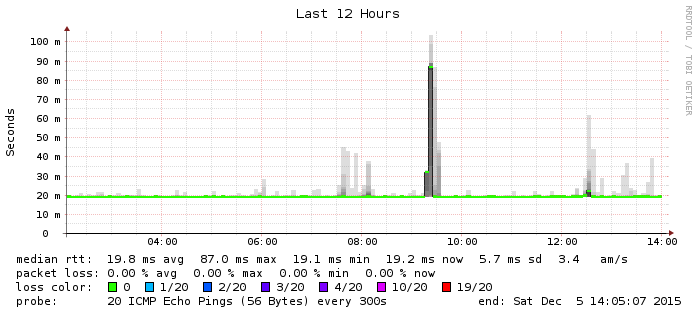 Last 12 Hours
RRDTOOL / TOBI OETIKER
Seconds
100 m
90 m
80 m
70 m
60 m
50 m
40 m
30 m
20 m
10 m
0
04:00 06:00 08:00 10:00 12:00 14:00
median rtt: 19.8 ms avg 87.0 ms max 19.1 ms min 19.2 ms now 5.7 ms sd 3.4 am/s
packet loss: 0.00 % avg 0.00 % max 0.00 % min 0.00 % now
loss color: 0 1/20 2/20 3/20 4/20 10/20 19/20
probe: 20 ICMP Echo Pings (56 Bytes) every 300s end: Sat Dec 5 14:05:07 2015